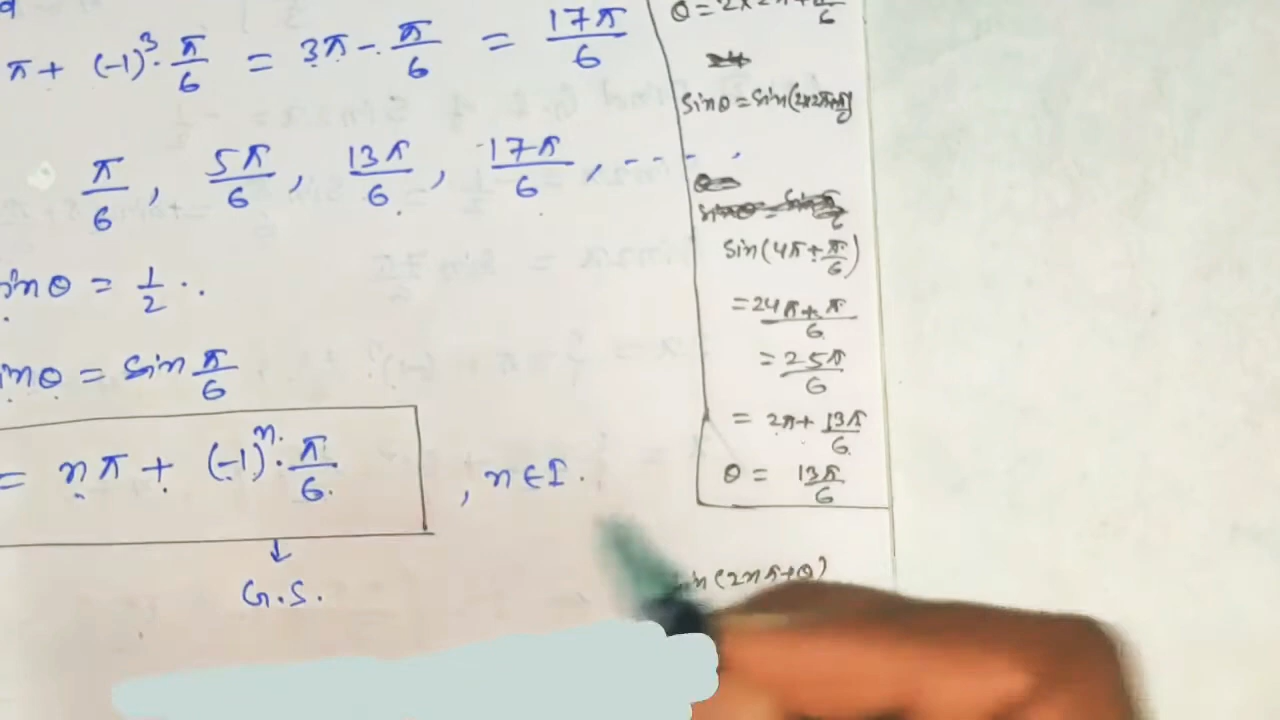 π + (-1)³·π/6 = 3π - π/6 = 17π/6
π/6, 5π/6, 13π/6, 17π/6, - - - .
sinθ = 1/2 ..
sinθ = sin π/6
= nπ + (-1)ⁿ·π/6 , n ∈ I.
↓
G.S.
sinθ = sin(2×2π+π/6)
sin(4π+π/6)
= 24π+π/6
= 25π/6
= 2π+ 13π/6
θ = 13π/6
sin(2nπ+θ)